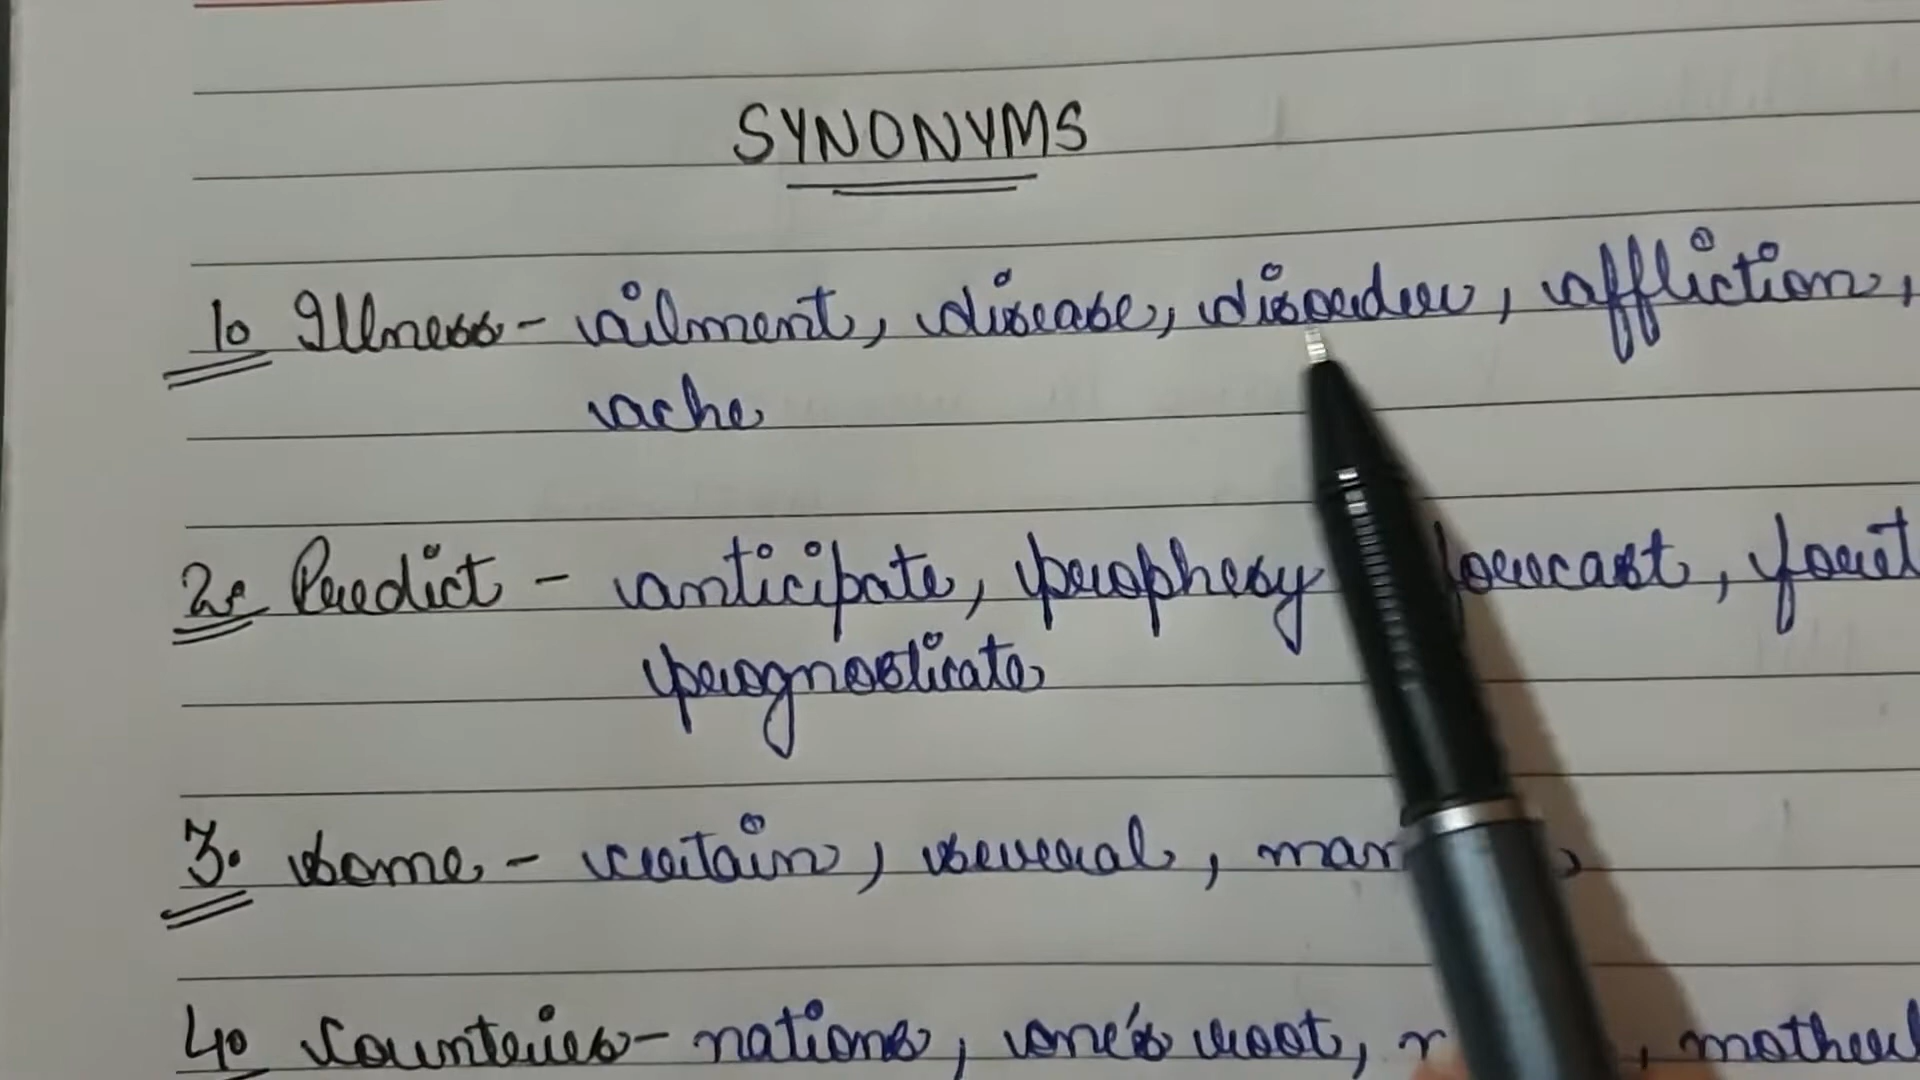 SYNONYMS
1. Illness - ailment, disease, disorder, affliction,
ache
2. Predict - anticipate, prophesy forecast,
prognosticate
3. some - certain, several,
4. Countries - nations, one's root,